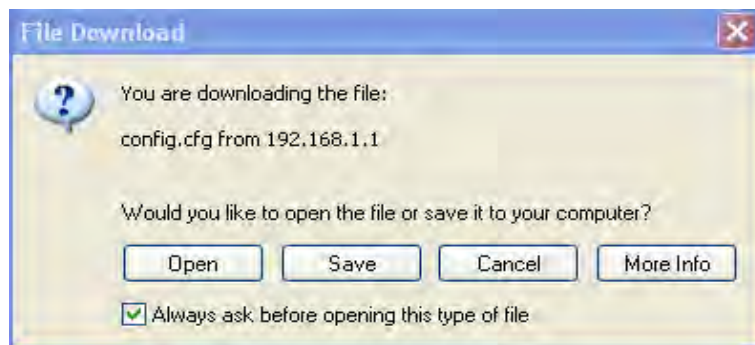 File Download
You are downloading the file:
config.cfg from 192.168.1.1
Would you like to open the file or save it to your computer?
Open Save Cancel More Info
Always ask before opening this type of file